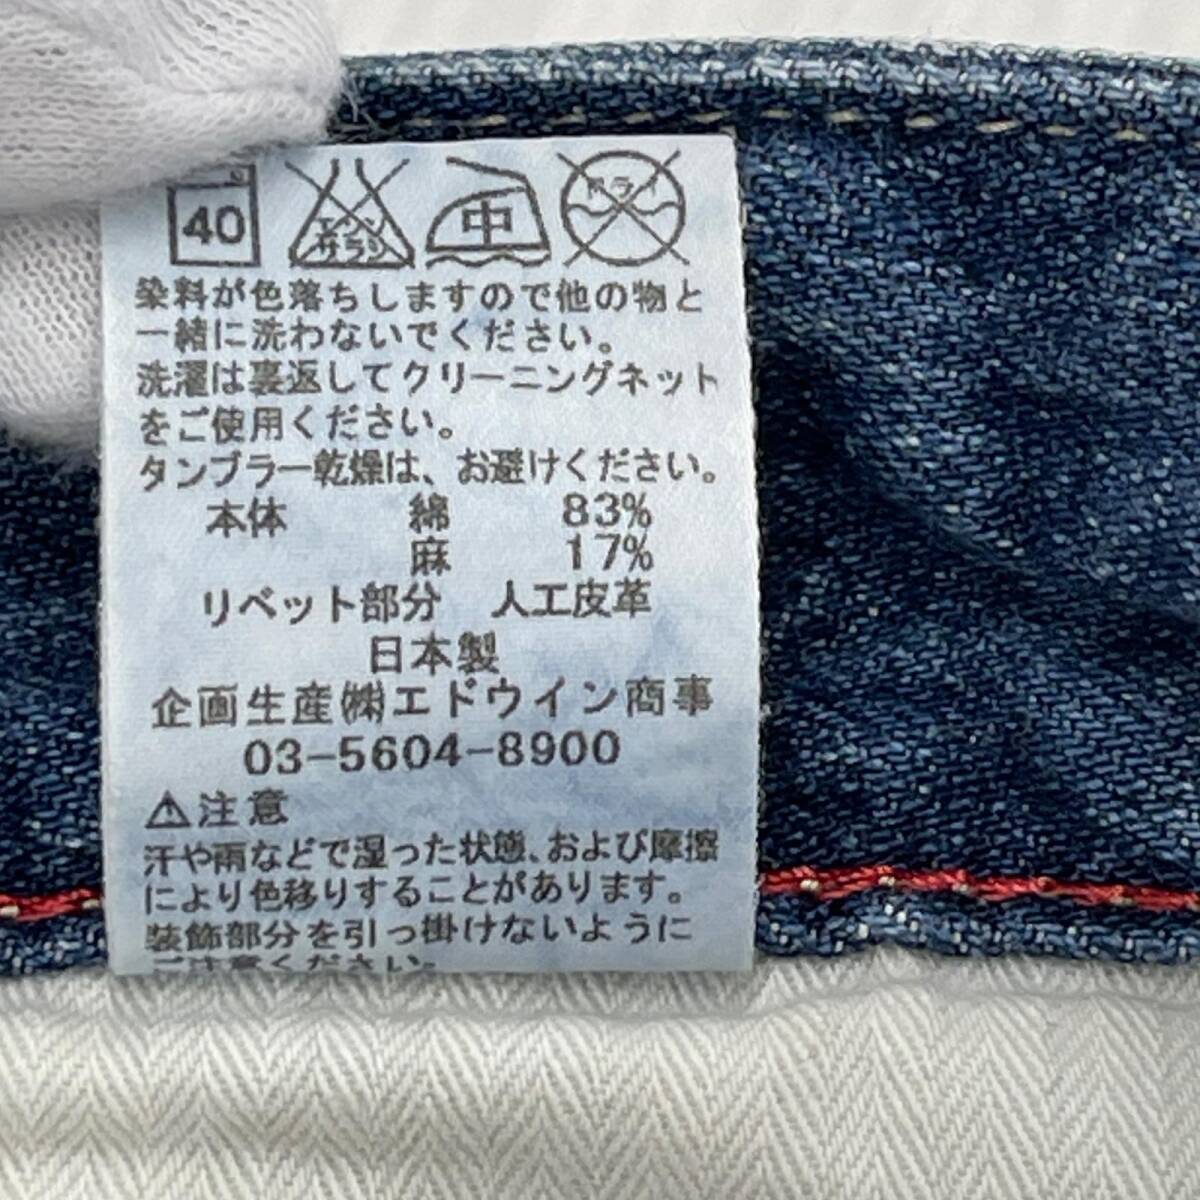 40 エンソ サラシ 中 ドライ
染料が色落ちしますので他の物と
一緒に洗わないでください。
洗濯は裏返してクリーニングネット
をご使用ください。
タンブラー乾燥は、お避けください。
本体 綿 83%
麻 17%
リベット部分 人工皮革
日本製
企画生産㈱エドウイン商事
03-5604-8900
⚠注意
汗や雨などで湿った状態、および摩擦
により色移りすることがあります。
装飾部分を引っ掛けないように
ご注意ください。